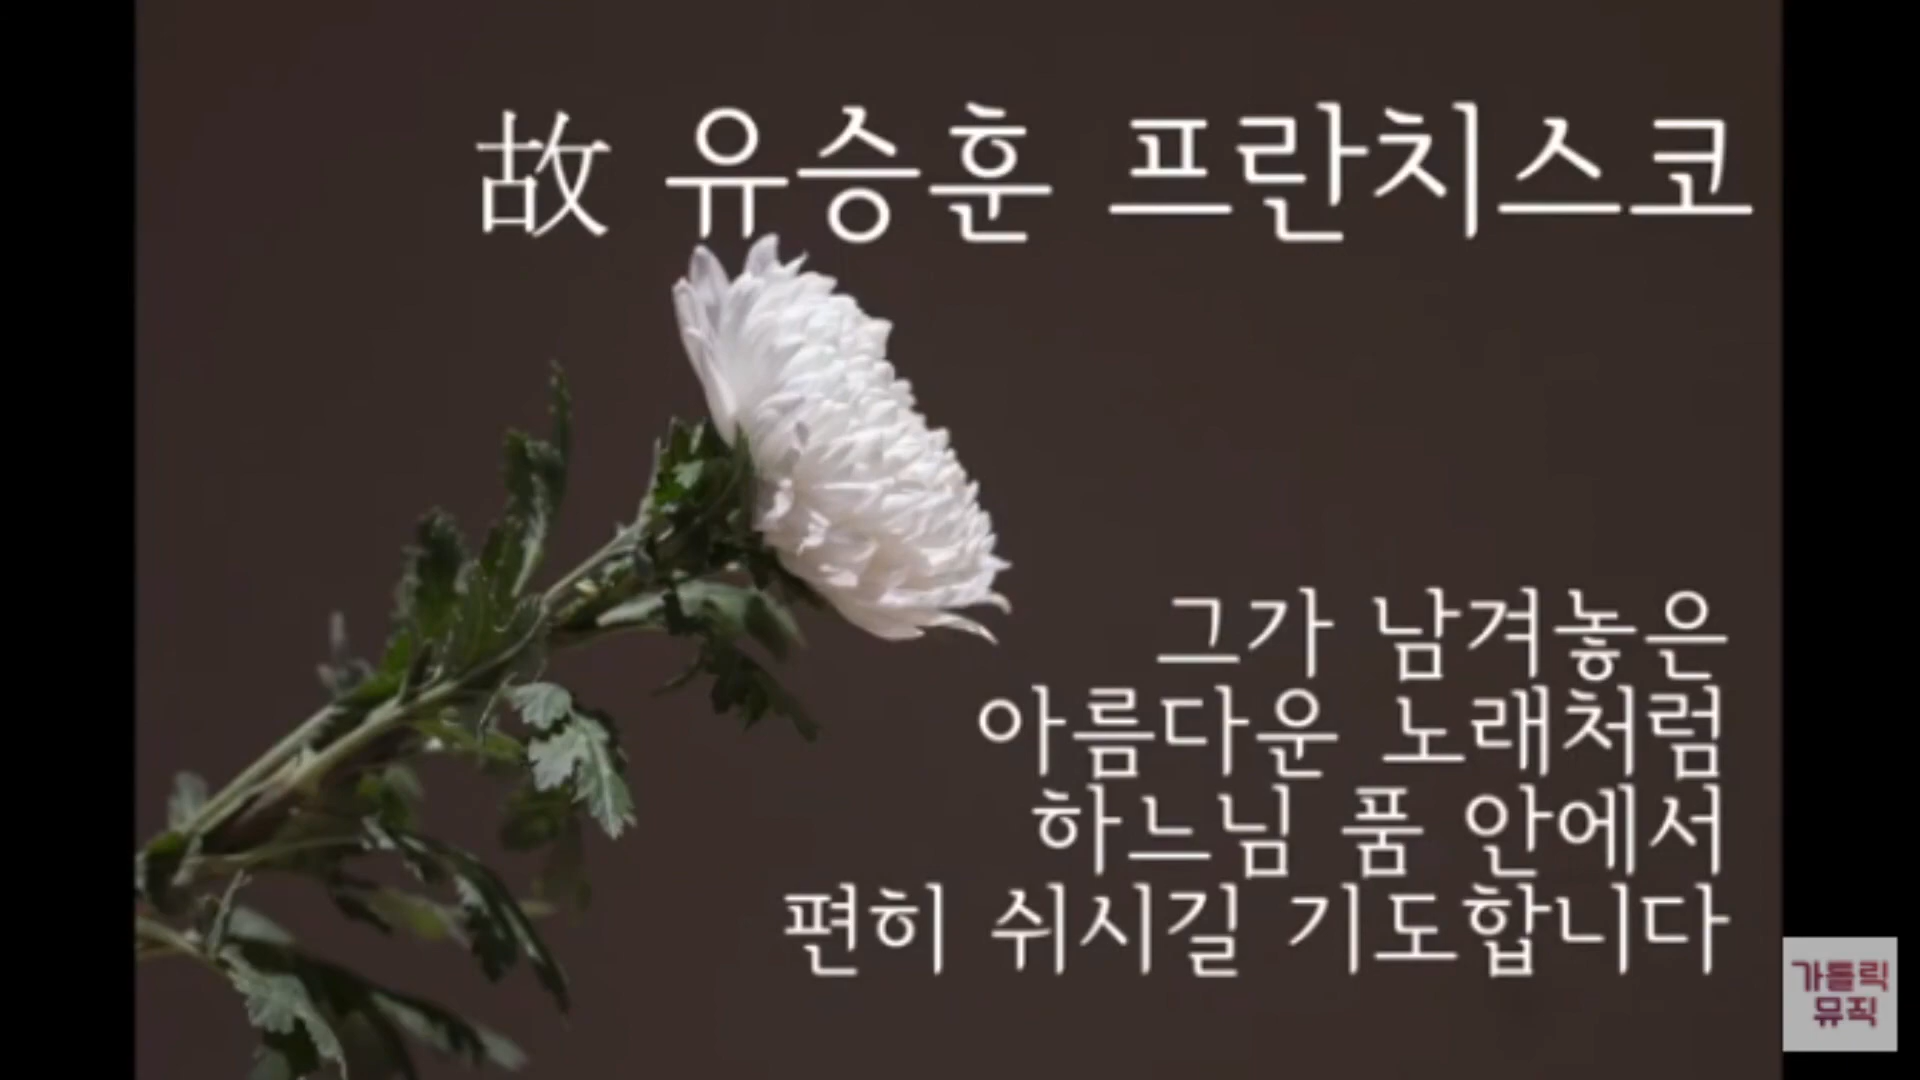 故 유승훈 프란치스코
그가 남겨놓은
아름다운 노래처럼
하느님 품 안에서
편히 쉬시길 기도합니다
가톨릭
뮤직